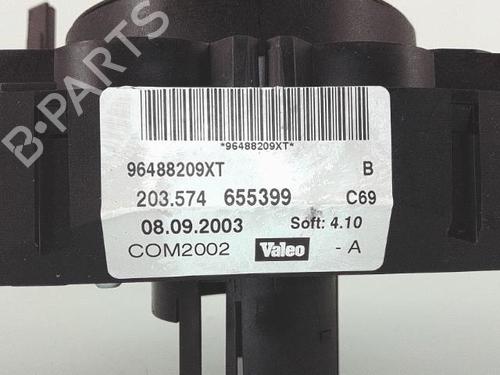 B-PARTS
*96488209XT*
96488209XT B
203.574 655399 C69
08.09.2003 Soft: 4.10
COM2002 Valeo - A